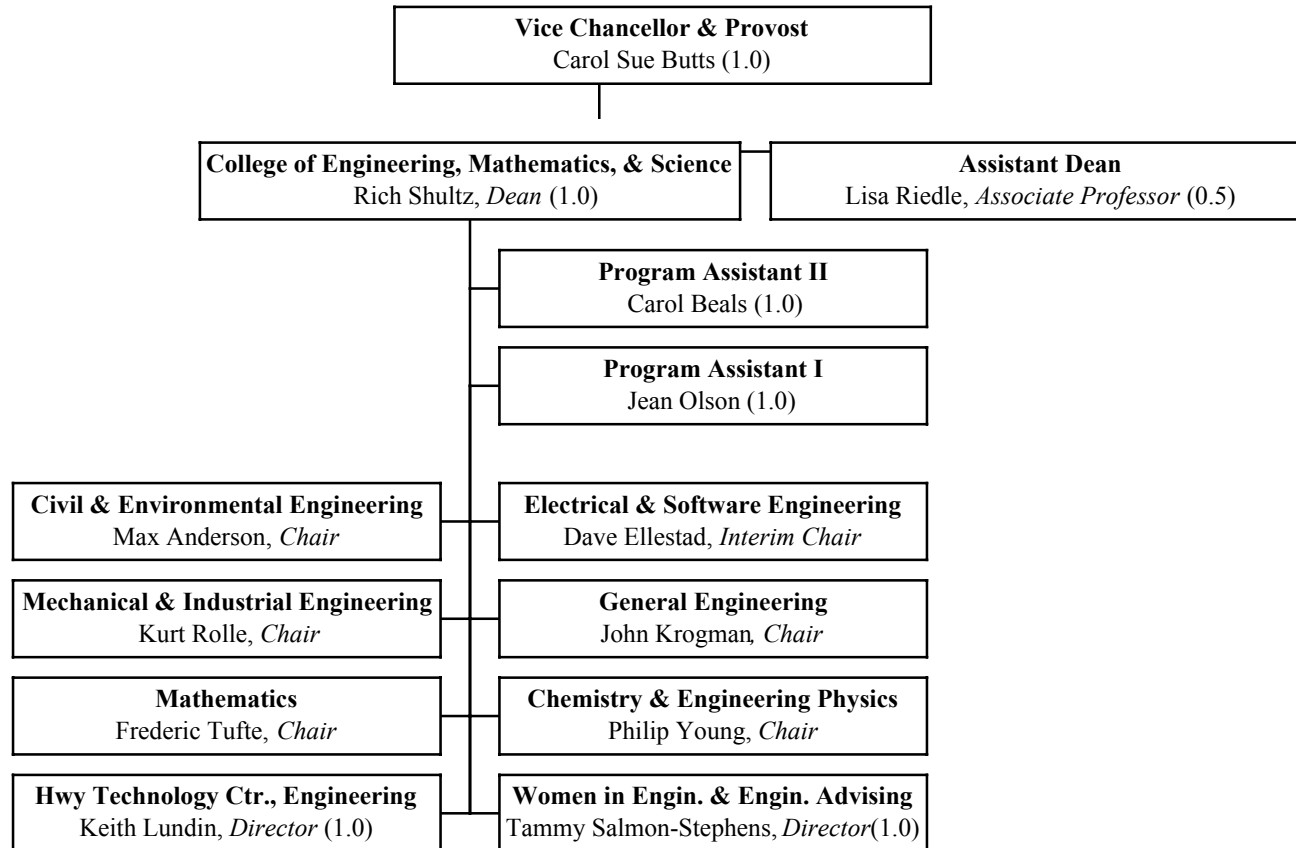 Vice Chancellor & Provost
Carol Sue Butts (1.0)
College of Engineering, Mathematics, & Science
Rich Shultz, Dean (1.0)
Assistant Dean
Lisa Riedle, Associate Professor (0.5)
Program Assistant II
Carol Beals (1.0)
Program Assistant I
Jean Olson (1.0)
Civil & Environmental Engineering
Max Anderson, Chair
Electrical & Software Engineering
Dave Ellestad, Interim Chair
Mechanical & Industrial Engineering
Kurt Rolle, Chair
General Engineering
John Krogman, Chair
Mathematics
Frederic Tufte, Chair
Chemistry & Engineering Physics
Philip Young, Chair
Hwy Technology Ctr., Engineering
Keith Lundin, Director (1.0)
Women in Engin. & Engin. Advising
Tammy Salmon-Stephens, Director(1.0)